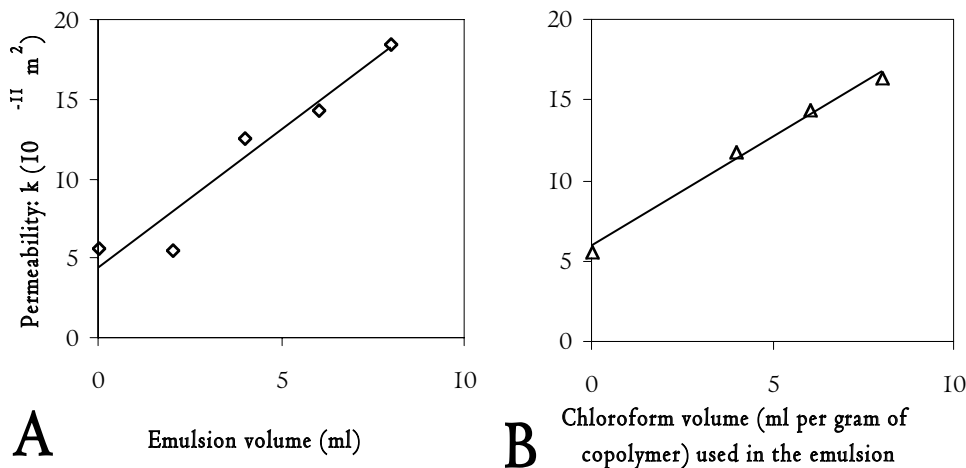 Permeability: k (10 -11 m 2)
20
15
10
5
0
0 5 10
A
Emulsion volume (ml)
20
15
10
5
0
0 5 10
B
Chloroform volume (ml per gram of
copolymer) used in the emulsion